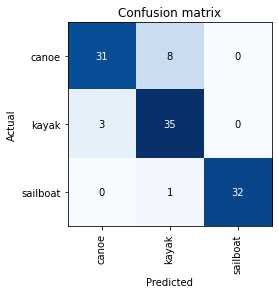 Confusion matrix
Actual
canoe 31 8 0
kayak 3 35 0
sailboat 0 1 32
canoe kayak sailboat
Predicted